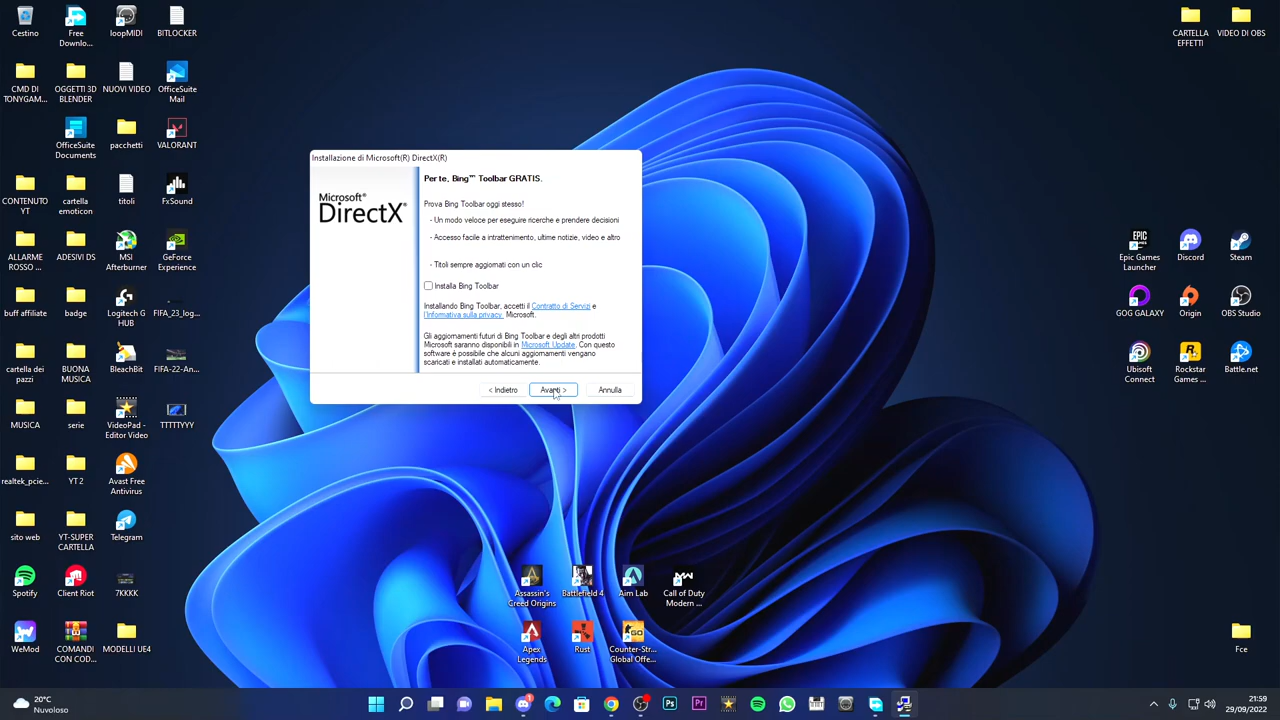 Cestino
Free
Downlo...
loopMIDI
BITLOCKER
CARTELLA
EFFETTI
VIDEO DI OBS
CMD DI
TONYGAM...
OGGETTI 3D
BLENDER
NUOVI VIDEO
OfficeSuite
Mail
OfficeSuite
Documents
pacchetti
VALORANT
CONTENUTO
YT
cartella
emoticon
titoli
FxSound
ALLARME
ROSSO ...
ADESIVI DS
MSI
Afterburner
GeForce
Experience
buff affiliate
badge
Logitech G
HUB
FIFA_23_log...
cartella dei
pazzi
BUONA
MUSICA
BleachBit
FIFA-22-An...
MUSICA
serie
VideoPad -
Editor Video
TTTTTYYY
realtek_pcie...
YT 2
Avast Free
Antivirus
sito web
YT-SUPER
CARTELLA
Telegram
Spotify
Client Riot
7KKKK
WeMod
COMANDI
CON COD...
MODELLI UE4
Installazione di Microsoft(R) DirectX(R)
Microsoft®
DirectX®
Per te, Bing™ Toolbar GRATIS.
Prova Bing Toolbar oggi stesso!
- Un modo veloce per eseguire ricerche e prendere decisioni
- Accesso facile a intrattenimento, ultime notizie, video e altro
- Titoli sempre aggiornati con un clic
Installa Bing Toolbar
Installando Bing Toolbar, accetti il Contratto di Servizi e
l'Informativa sulla privacy Microsoft.
Gli aggiornamenti futuri di Bing Toolbar e degli altri prodotti
Microsoft saranno disponibili in Microsoft Update. Con questo
software è possibile che alcuni aggiornamenti vengano
scaricati e installati automaticamente.
< Indietro
Avanti >
Annulla
EPIC
GAMES
Epic Games
Launcher
Discord
Steam
GOG GALAXY
Origin
OBS Studio
Ubisoft
Connect
Rockstar
Games ...
Battle.net
Assassin's
Creed Origins
Battlefield 4
Aim Lab
Call of Duty
Modern ...
Apex
Legends
Rust
GO
Counter-Str...
Global Offe...
Fce
20°C
Nuvoloso
1
Ps
Pr
21:59
29/09/2022